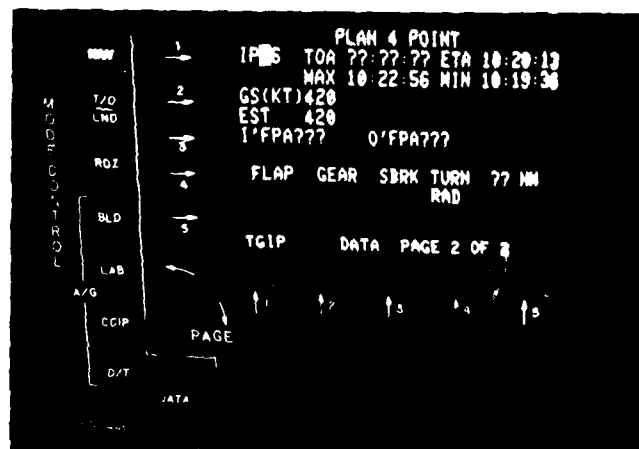 PLAN 4 POINT
TOA ??:??:?? ETA 10:20:13
MAX 10:22:56 MIN 10:19:36
GS(KT)420
EST 420
I'FPA??? O'FPA???
FLAP GEAR SBRK TURN ?? NM
RAD
TGIP DATA PAGE 2 OF
MODE CONTROL
NAV
T/O
LND
RDZ
BLD
LAB
A/G
CCIP
D/T
1
2
3
4
5
1 2 3 4 5
PAGE
DATA